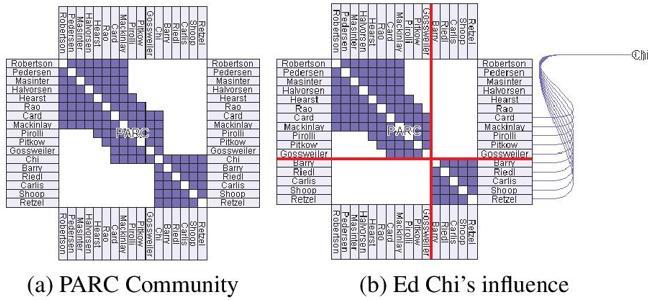 Robertson
Pedersen
Masinter
Halvorsen
Hearst
Rao
Card
Mackinlay
Pirolli
Pitkow
Gossweiler
Chi
Barry
Riedl
Carlis
Shoop
Retzel
Robertson
Pedersen
Masinter
Halvorsen
Hearst
Rao
Card
Mackinlay
Pirolli
Pitkow
Gossweiler
Chi
Barry
Riedl
Carlis
Shoop
Retzel
PARC
Robertson
Pedersen
Masinter
Halvorsen
Hearst
Rao
Card
Mackinlay
Pirolli
Pitkow
Gossweiler
Chi
Barry
Riedl
Carlis
Shoop
Retzel
Robertson
Pedersen
Masinter
Halvorsen
Hearst
Rao
Card
Mackinlay
Pirolli
Pitkow
Gossweiler
Chi
Barry
Riedl
Carlis
Shoop
Retzel
(a) PARC Community
Robertson
Pedersen
Masinter
Halvorsen
Hearst
Rao
Card
Mackinlay
Pirolli
Pitkow
Gossweiler
Barry
Riedl
Carlis
Shoop
Retzel
Robertson
Pedersen
Masinter
Halvorsen
Hearst
Rao
Card
Mackinlay
Pirolli
Pitkow
Gossweiler
Barry
Riedl
Carlis
Shoop
Retzel
PARC
Robertson
Pedersen
Masinter
Halvorsen
Hearst
Rao
Card
Mackinlay
Pirolli
Pitkow
Gossweiler
Barry
Riedl
Carlis
Shoop
Retzel
Chi
Robertson
Pedersen
Masinter
Halvorsen
Hearst
Rao
Card
Mackinlay
Pirolli
Pitkow
Gossweiler
Barry
Riedl
Carlis
Shoop
Retzel
(b) Ed Chi's influence